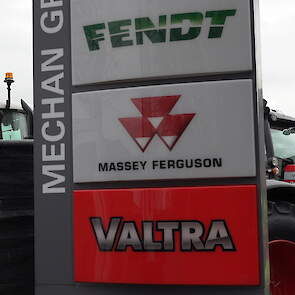 MECHAN GR
FENDT
MASSEY FERGUSON
VALTRA